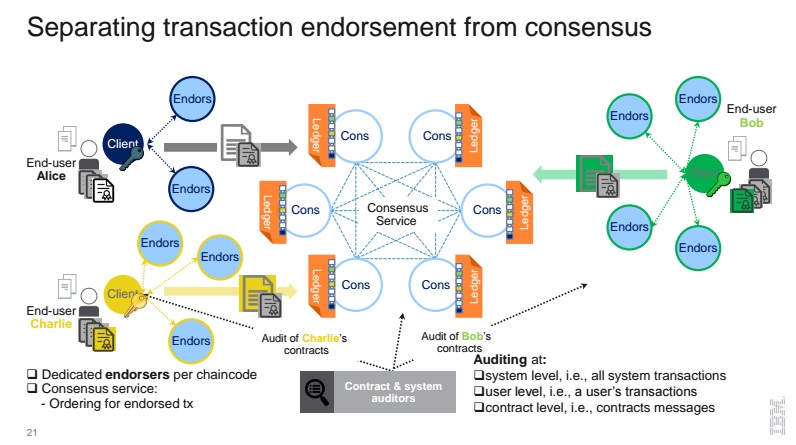 Separating transaction endorsement from consensus
Endors
Client
End-user
Alice
Endors
Ledger
Cons
Cons
Ledger
Ledger
Cons
Consensus
Service
Cons
Ledger
Ledger
Cons
Cons
Ledger
Endors
Endors
End-user
Bob
Client
Endors
Endors
Endors
Endors
Client
End-user
Charlie
Endors
Audit of Charlie's
contracts
Audit of Bob's
contracts
Contract & system
auditors
❑ Dedicated endorsers per chaincode
❑ Consensus service:
- Ordering for endorsed tx
Auditing at:
❑system level, i.e., all system transactions
❑user level, i.e., a user's transactions
❑contract level, i.e., contracts messages
21
IBM